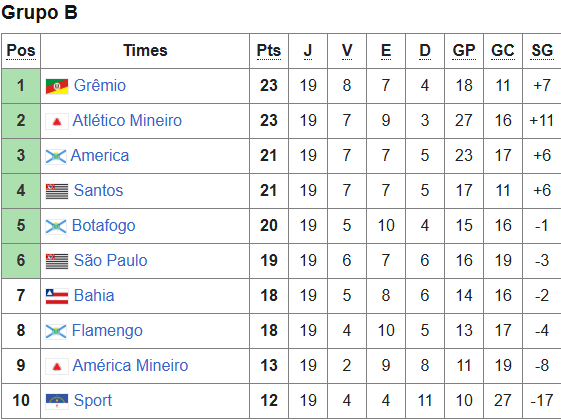 Grupo B
Pos Times Pts J V E D GP GC SG
1 Grêmio 23 19 8 7 4 18 11 +7
2 Atlético Mineiro 23 19 7 9 3 27 16 +11
3 America 21 19 7 7 5 23 17 +6
4 Santos 21 19 7 7 5 17 11 +6
5 Botafogo 20 19 5 10 4 15 16 -1
6 São Paulo 19 19 6 7 6 16 19 -3
7 Bahia 18 19 5 8 6 14 16 -2
8 Flamengo 18 19 4 10 5 13 17 -4
9 América Mineiro 13 19 2 9 8 11 19 -8
10 Sport 12 19 4 4 11 10 27 -17